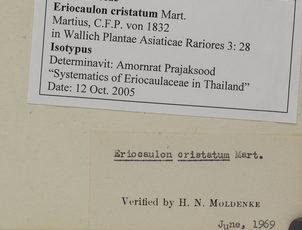 Eriocaulon cristatum Mart.
Martius, C.F.P. von 1832
in Wallich Plantae Asiaticae Rariores 3: 28
Isotypus
Determinavit: Amornrat Prajaksood
“Systematics of Eriocaulaceae in Thailand”
Date: 12 Oct. 2005
Eriocaulon cristatum Mart.
Verified by H. N. MOLDENKE
June, 1969